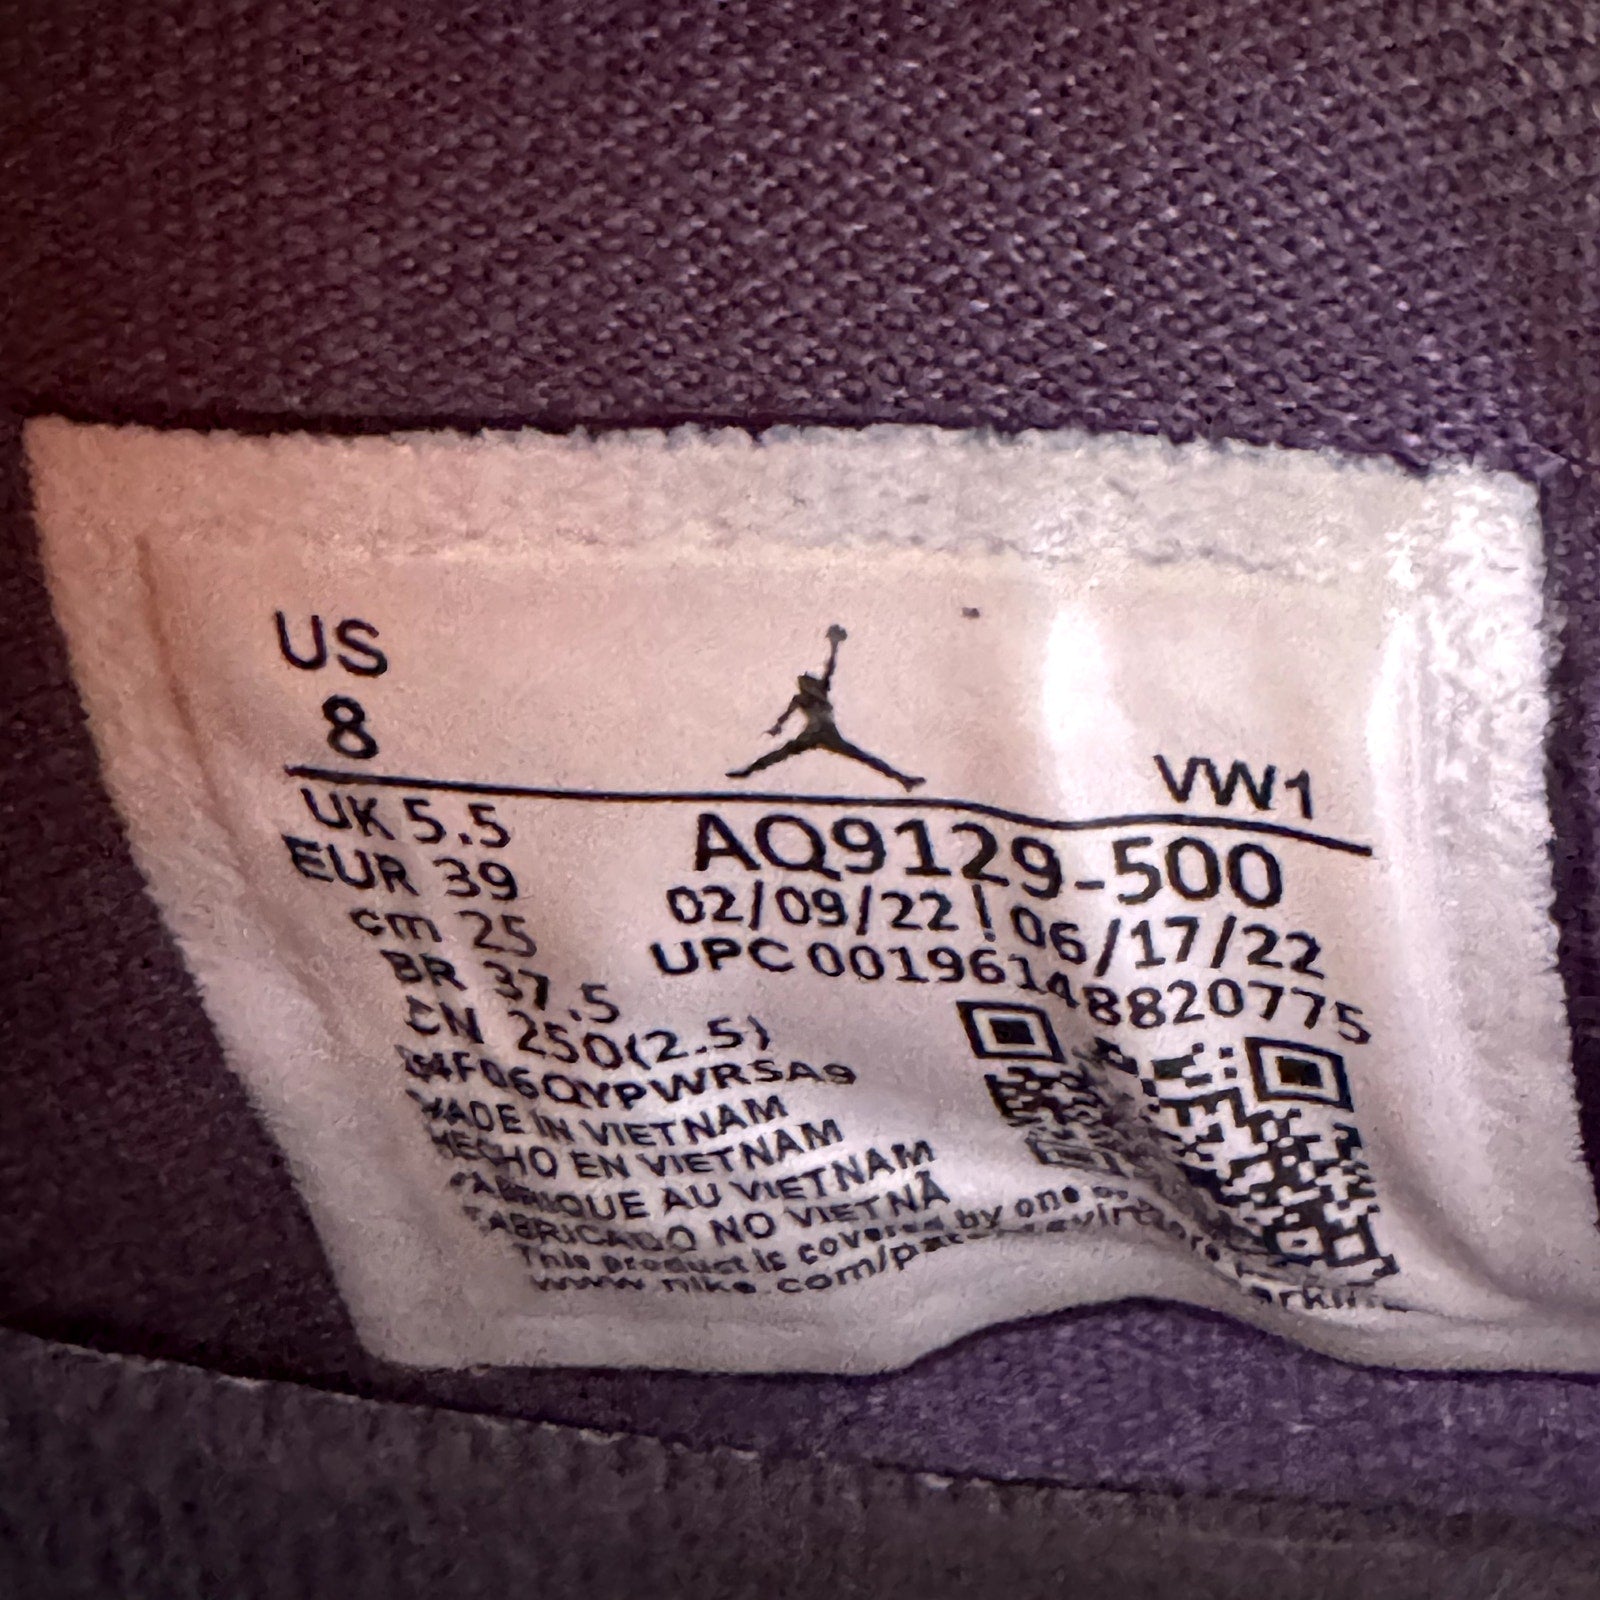 US
8
VW1
UK 5.5
EUR 39
cm 25
BR 37.5
CN 250(2.5)
AQ9129-500
02/09/22 | 06/17/22
UPC 00196148820775
MADE IN VIETNAM
HECHO EN VIETNAM
FABRIQUE AU VIETNAM
FABRICADO NO VIETNÃ
This product is covered by one or
www.nike.com/